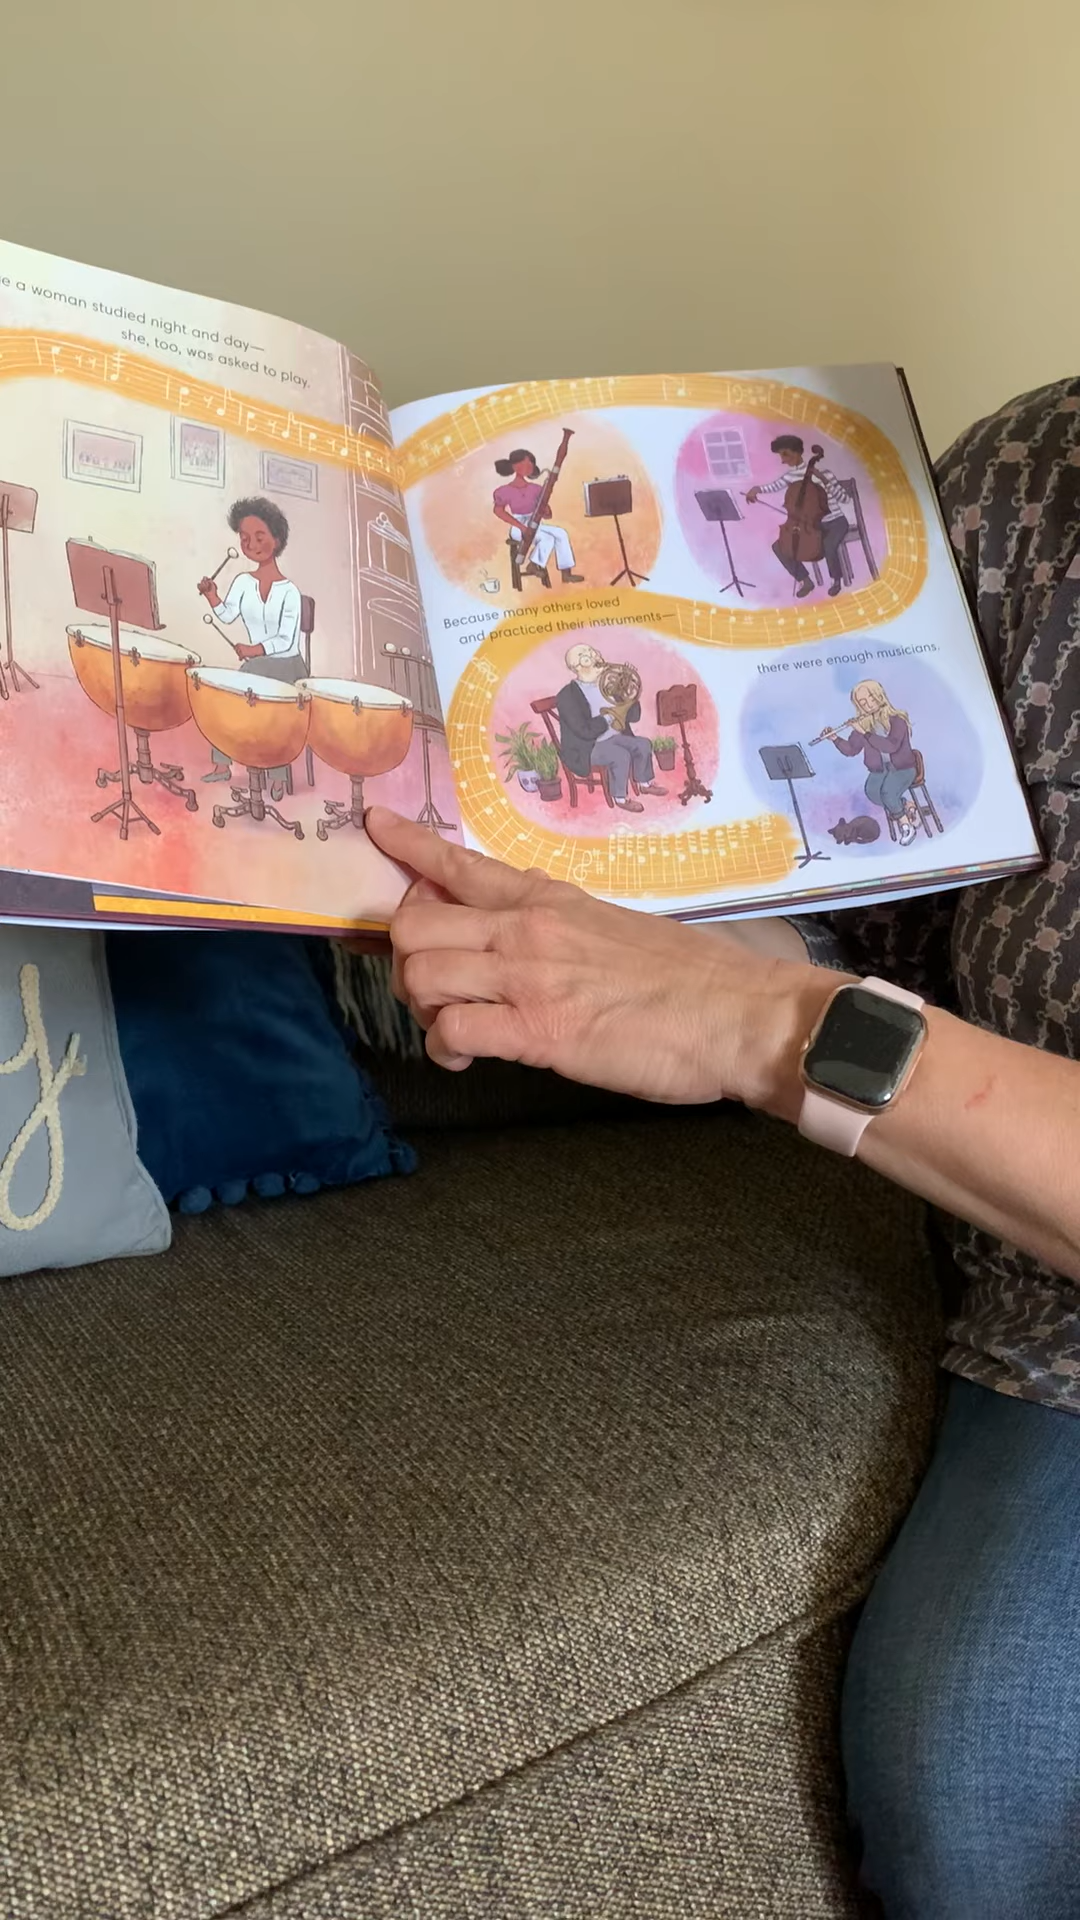 a woman studied night and day—
she, too, was asked to play.
Because many others loved
and practiced their instruments—
there were enough musicians.